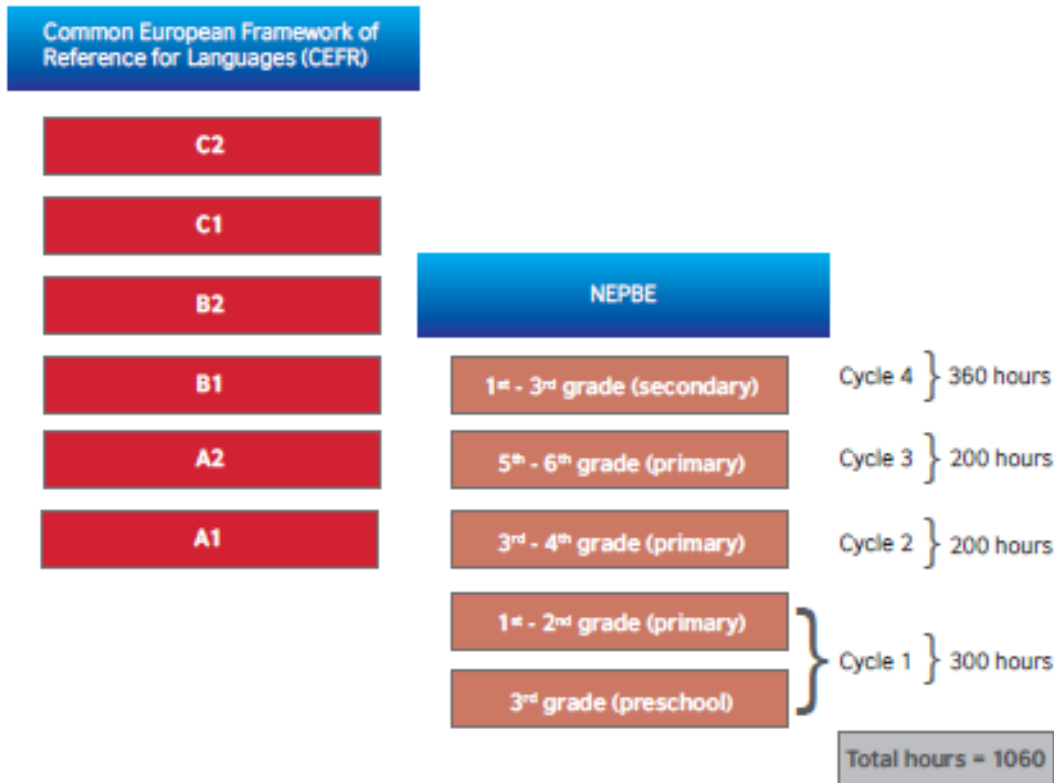 Common European Framework of
Reference for Languages (CEFR)
C2
C1
B2
NEPBE
B1
1st - 3rd grade (secondary)
Cycle 4 } 360 hours
A2
5th - 6th grade (primary)
Cycle 3 } 200 hours
A1
3rd - 4th grade (primary)
Cycle 2 } 200 hours
1st - 2nd grade (primary)
3rd grade (preschool)
Cycle 1 } 300 hours
Total hours = 1060